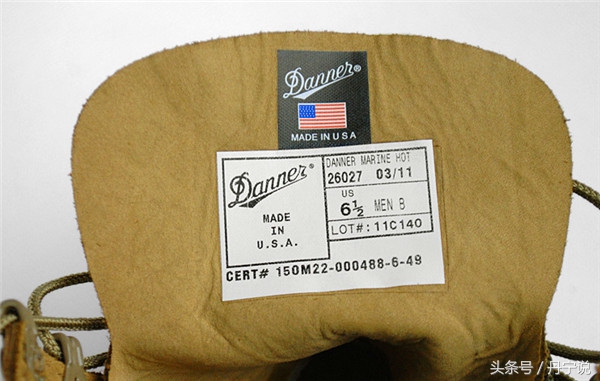 Danner®
MADE IN U S A
Danner®
MADE
IN
U.S.A.
DANNER MARINE HOT
26027 03/11
US
6½ MEN B
LOT#: 11C140
CERT# 150M22-000488-6-49
头条号 / 丹宁说